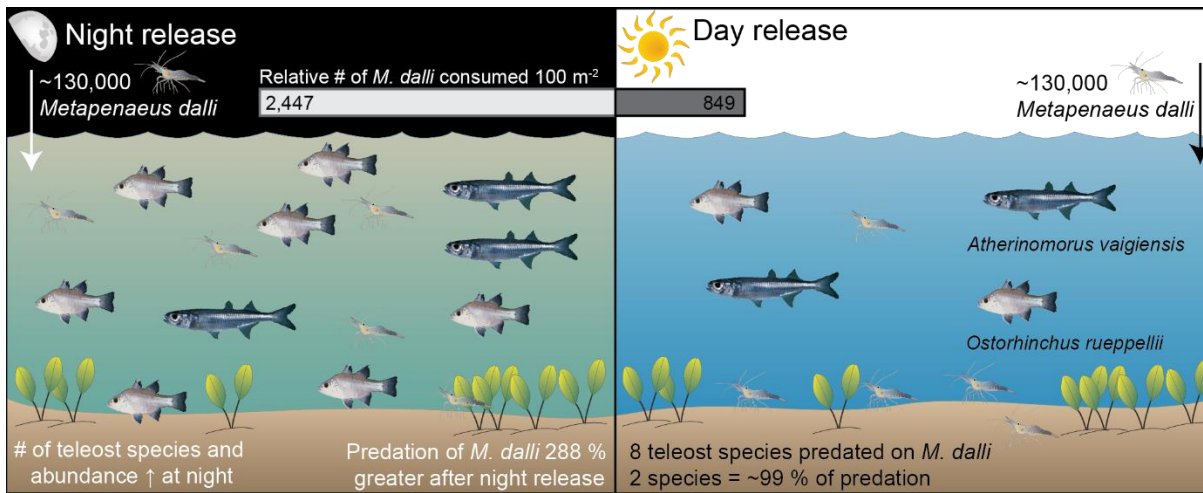 Night release
~130,000
Metapenaeus dalli
Relative # of M. dalli consumed 100 m⁻²
2,447
849
Day release
~130,000
Metapenaeus dalli
Atherinomorus vaigiensis
Ostorhinchus rueppellii
# of teleost species and
abundance ↑ at night
Predation of M. dalli 288 %
greater after night release
8 teleost species predated on M. dalli
2 species = ~99 % of predation